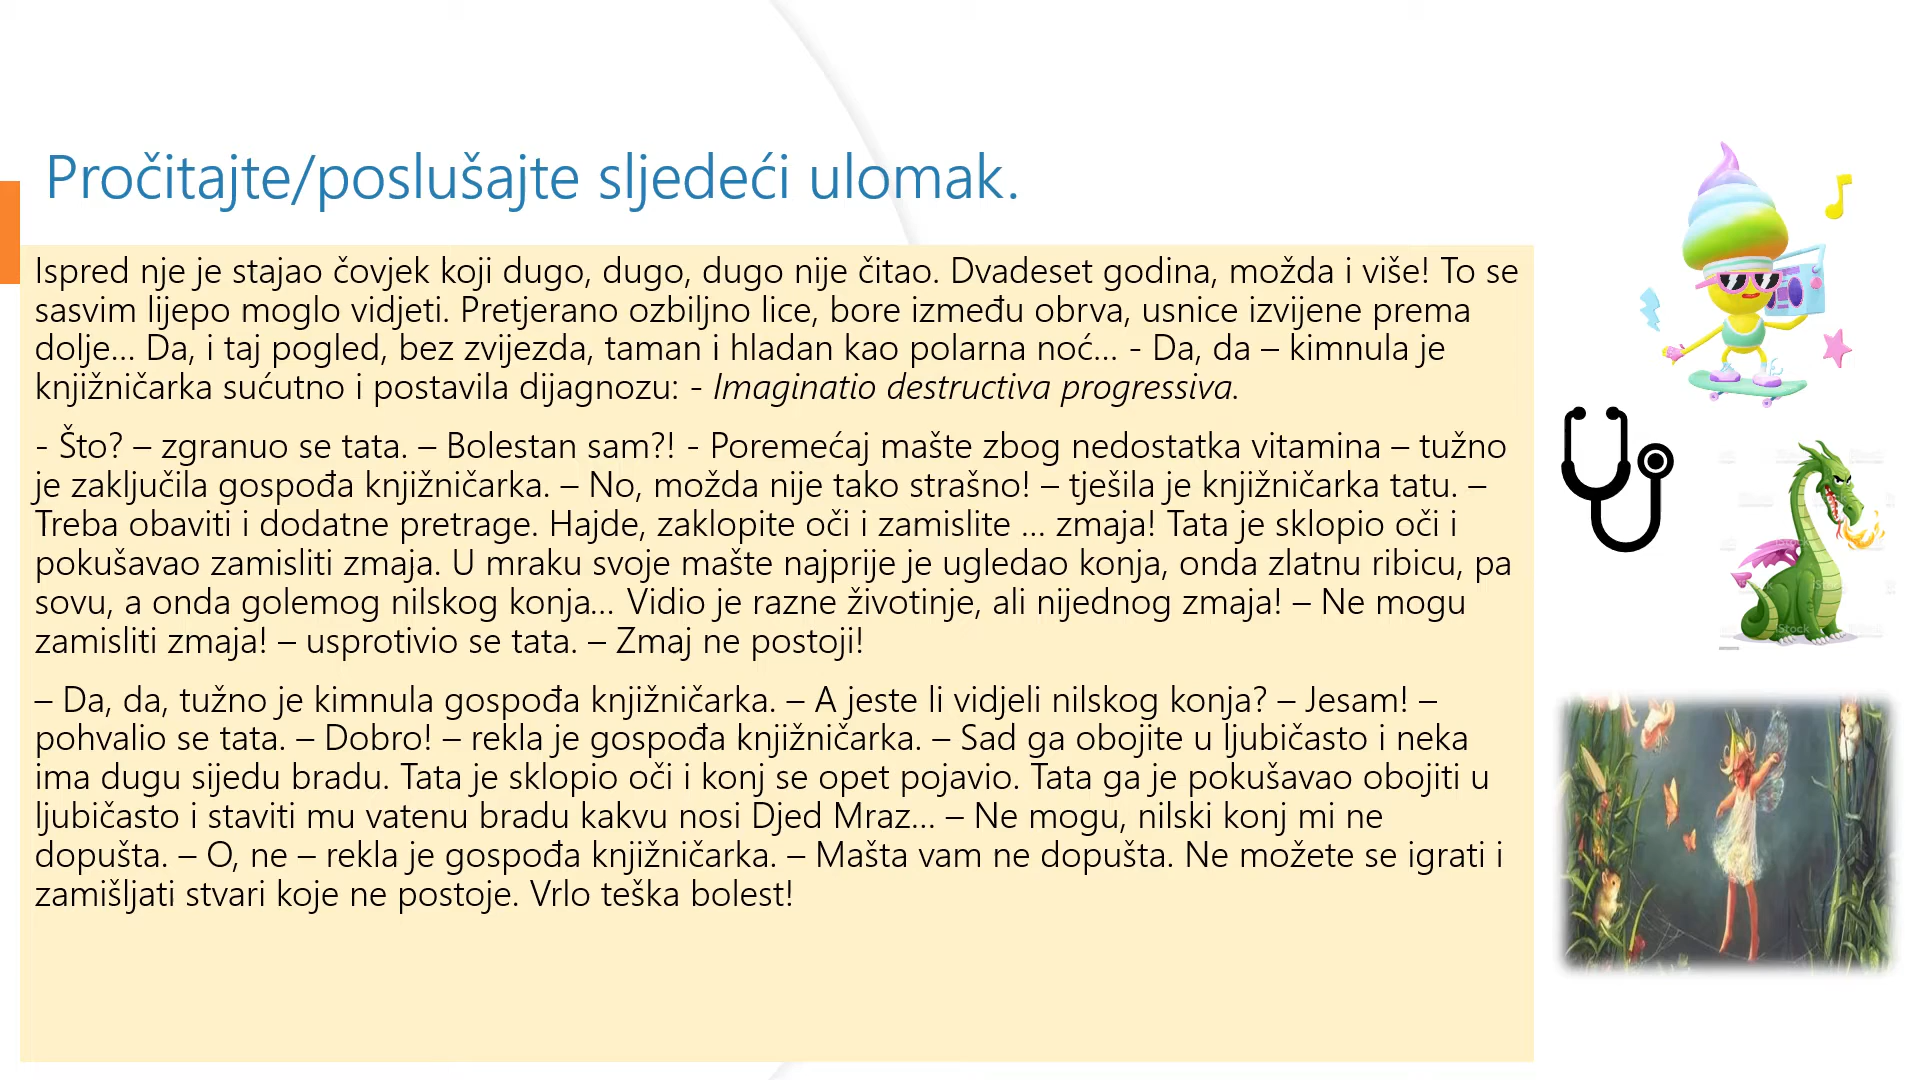 Pročitajte/poslušajte sljedeći ulomak.
Ispred nje je stajao čovjek koji dugo, dugo, dugo nije čitao. Dvadeset godina, možda i više! To se
sasvim lijepo moglo vidjeti. Pretjerano ozbiljno lice, bore između obrva, usnice izvijene prema
dolje... Da, i taj pogled, bez zvijezda, taman i hladan kao polarna noć... - Da, da – kimnula je
knjižničarka sućutno i postavila dijagnozu: - Imaginatio destructiva progressiva.
- Što? – zgranuo se tata. – Bolestan sam?! - Poremećaj mašte zbog nedostatka vitamina – tužno
je zaključila gospođa knjižničarka. – No, možda nije tako strašno! – tješila je knjižničarka tatu. –
Treba obaviti i dodatne pretrage. Hajde, zaklopite oči i zamislite ... zmaja! Tata je sklopio oči i
pokušavao zamisliti zmaja. U mraku svoje mašte najprije je ugledao konja, onda zlatnu ribicu, pa
sovu, a onda golemog nilskog konja... Vidio je razne životinje, ali nijednog zmaja! – Ne mogu
zamisliti zmaja! – usprotivio se tata. – Zmaj ne postoji!
– Da, da, tužno je kimnula gospođa knjižničarka. – A jeste li vidjeli nilskog konja? – Jesam! –
pohvalio se tata. – Dobro! – rekla je gospođa knjižničarka. – Sad ga obojite u ljubičasto i neka
ima dugu sijedu bradu. Tata je sklopio oči i konj se opet pojavio. Tata ga je pokušavao obojiti u
ljubičasto i staviti mu vatenu bradu kakvu nosi Djed Mraz... – Ne mogu, nilski konj mi ne
dopušta. – O, ne – rekla je gospođa knjižničarka. – Mašta vam ne dopušta. Ne možete se igrati i
zamišljati stvari koje ne postoje. Vrlo teška bolest!
iStock